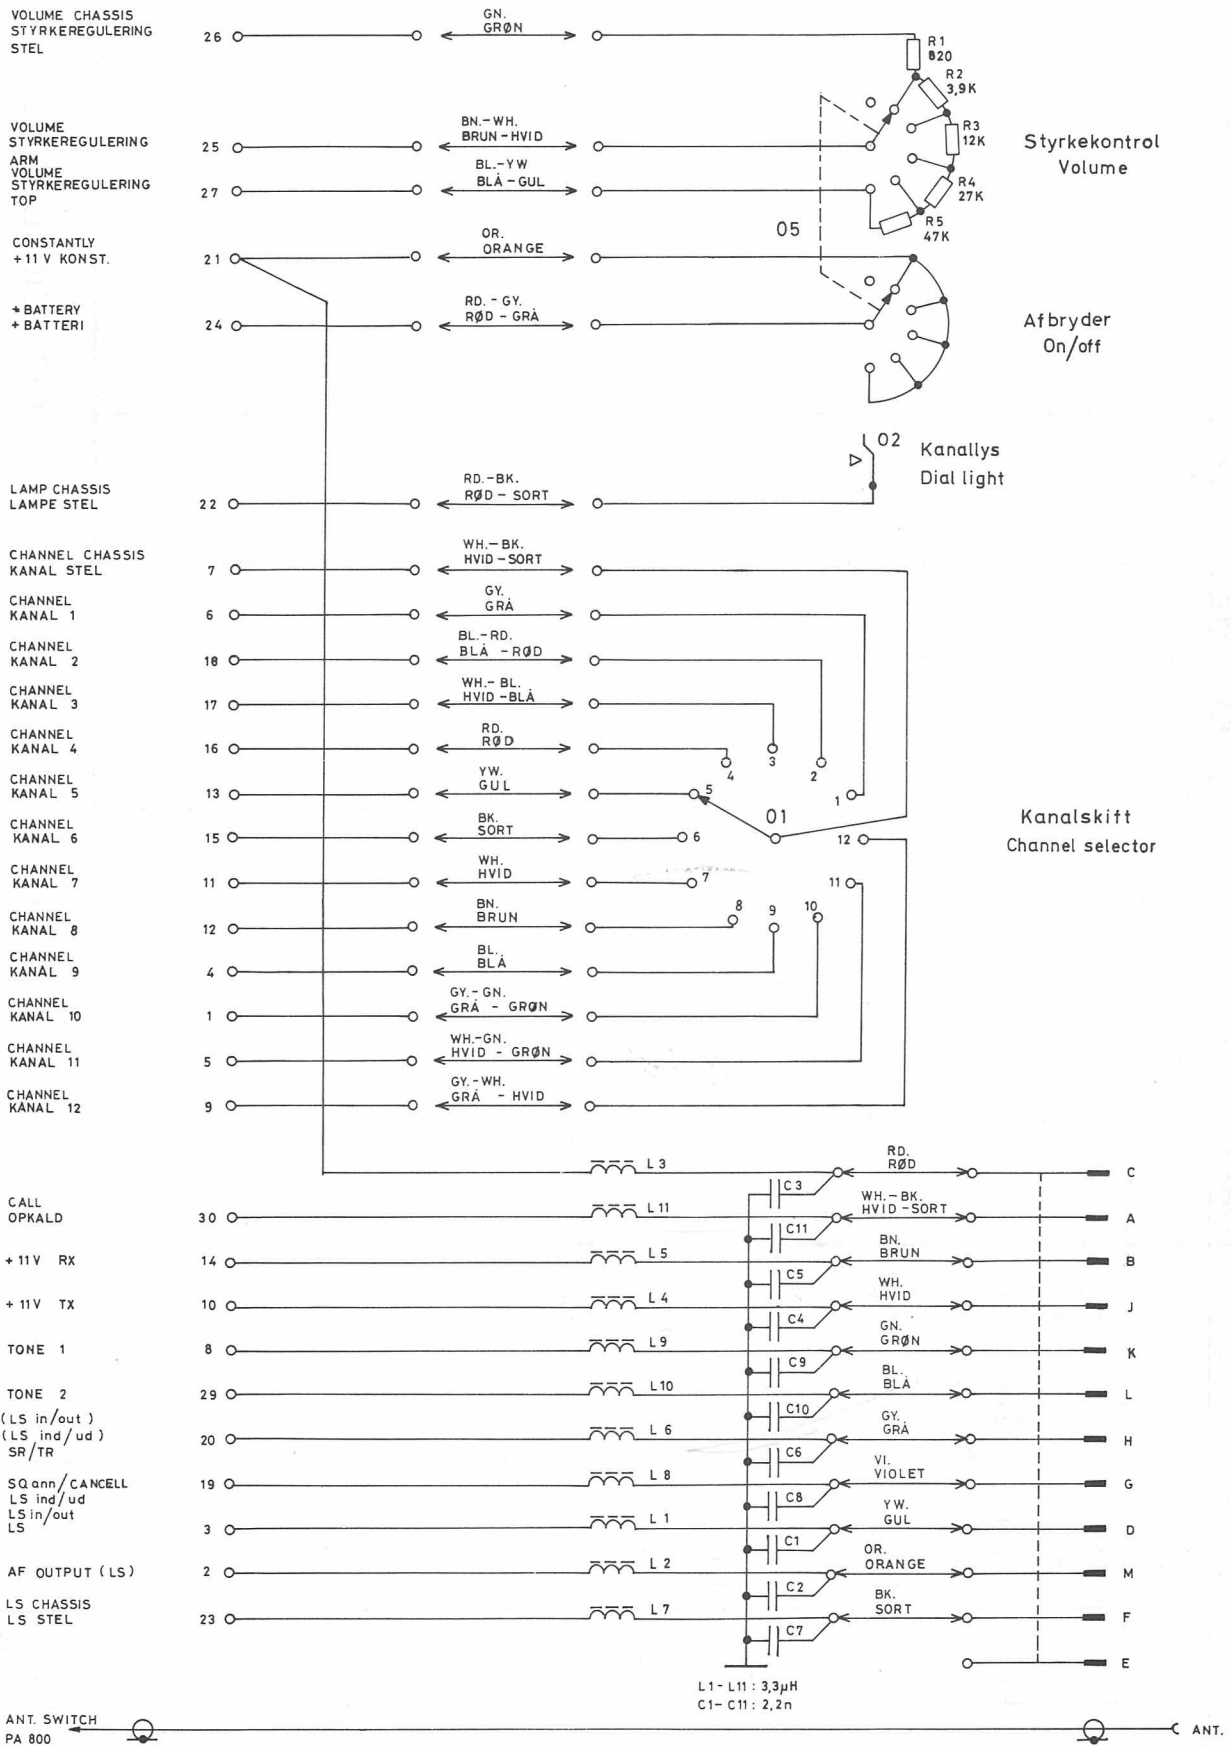 VOLUME CHASSIS
STYRKEREGULERING
STEL
26
GN.
GRØN
R1
820
R2
3,9K
R3
12K
R4
27K
R5
47K
VOLUME
STYRKEREGULERING
ARM
25
BN.-WH.
BRUN-HVID
Styrkekontrol
Volume
VOLUME
STYRKEREGULERING
TOP
27
BL.-YW
BLÅ-GUL
O5
CONSTANTLY
+11 V KONST.
21
OR.
ORANGE
+ BATTERY
+ BATTERI
24
RD. - GY.
RØD - GRÅ
Afbryder
On/off
O2
Kanallys
Dial light
LAMP CHASSIS
LAMPE STEL
22
RD.-BK.
RØD - SORT
CHANNEL CHASSIS
KANAL STEL
7
WH.-BK.
HVID-SORT
CHANNEL
KANAL 1
6
GY.
GRÅ
CHANNEL
KANAL 2
18
BL.-RD.
BLÅ -RØD
CHANNEL
KANAL 3
17
WH.-BL.
HVID-BLÅ
CHANNEL
KANAL 4
16
RD.
RØD
4
3
2
CHANNEL
KANAL 5
13
YW.
GUL
5
1
O1
Kanalskift
Channel selector
CHANNEL
KANAL 6
15
BK.
SORT
6
12
CHANNEL
KANAL 7
11
WH.
HVID
7
11
CHANNEL
KANAL 8
12
BN.
BRUN
8
9
10
CHANNEL
KANAL 9
4
BL.
BLÅ
CHANNEL
KANAL 10
1
GY.-GN.
GRÅ - GRØN
CHANNEL
KANAL 11
5
WH.-GN.
HVID - GRØN
CHANNEL
KANAL 12
9
GY.-WH.
GRÅ - HVID
L3
C3
RD.
RØD
C
CALL
OPKALD
30
L11
C11
WH.-BK.
HVID-SORT
A
+ 11V RX
14
L5
C5
BN.
BRUN
B
+ 11V TX
10
L4
C4
WH.
HVID
J
TONE 1
8
L9
C9
GN.
GRØN
K
TONE 2
29
L10
C10
BL.
BLÅ
L
(LS in/out)
(LS ind/ud)
SR/TR
20
L6
C6
GY.
GRÅ
H
SQ ann/CANCELL
19
L8
C8
VI.
VIOLET
G
LS ind/ud
LS in/out
LS
3
L1
C1
YW.
GUL
D
AF OUTPUT (LS)
2
L2
C2
OR.
ORANGE
M
LS CHASSIS
LS STEL
23
L7
C7
BK.
SORT
F
E
L1- L11 : 3,3µH
C1- C11 : 2,2n
ANT. SWITCH
PA 800
ANT.